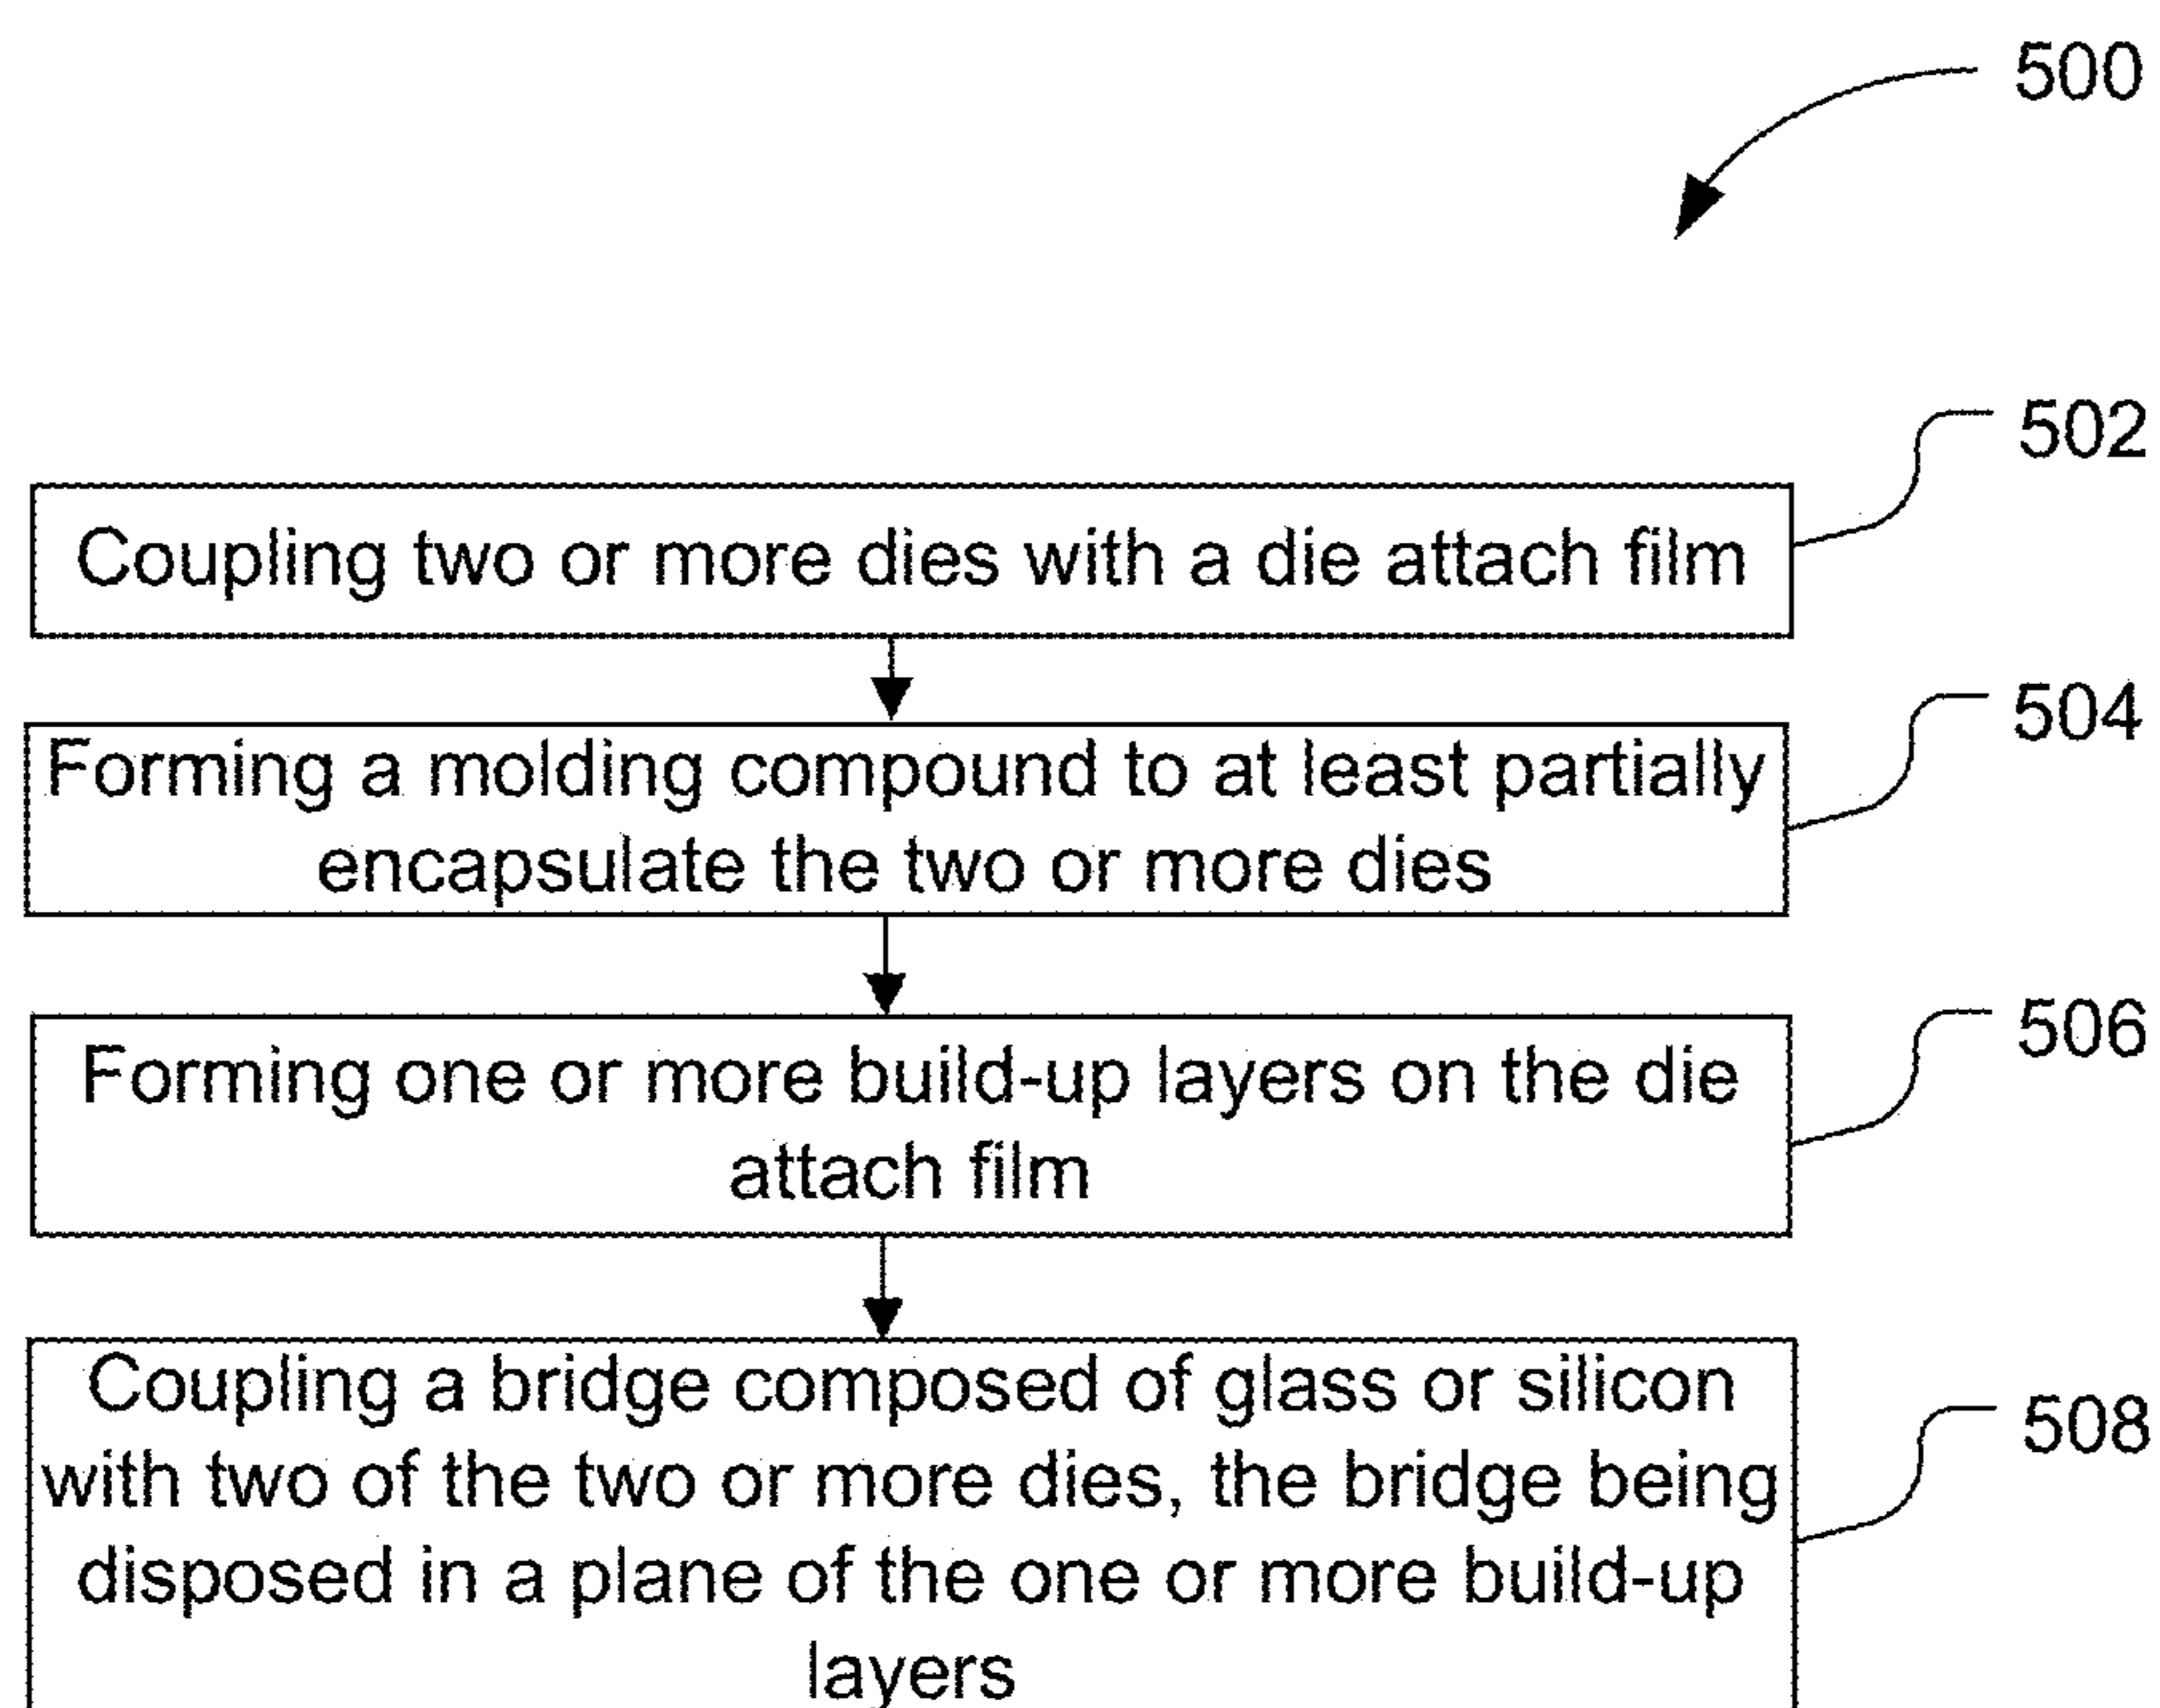 500
502
Coupling two or more dies with a die attach film
504
Forming a molding compound to at least partially
encapsulate the two or more dies
506
Forming one or more build-up layers on the die
attach film
508
Coupling a bridge composed of glass or silicon
with two of the two or more dies, the bridge being
disposed in a plane of the one or more build-up
layers